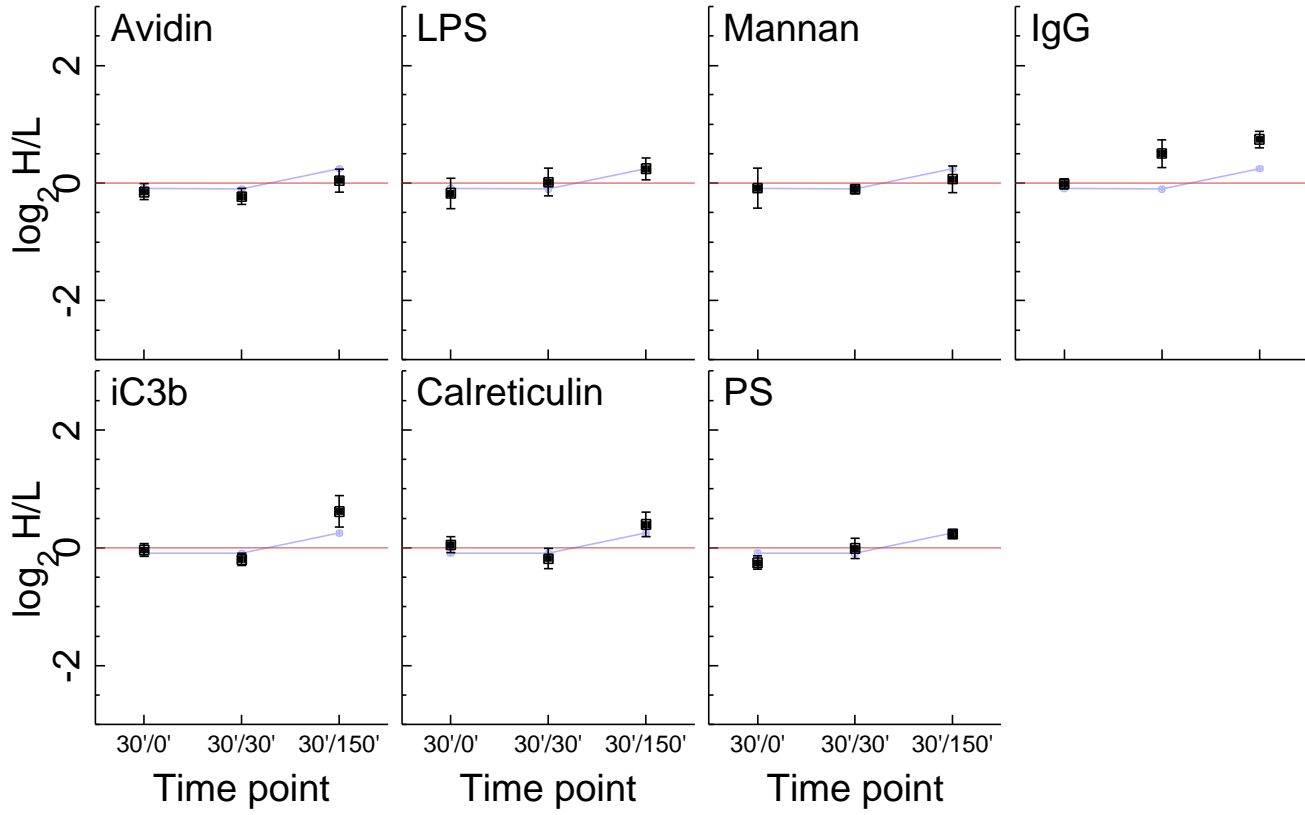 Avidin
LPS
Mannan
IgG
2
0
-2
log2 H/L
iC3b
Calreticulin
PS
2
0
-2
log2 H/L
30'/0' 30'/30' 30'/150'
30'/0' 30'/30' 30'/150'
30'/0' 30'/30' 30'/150'
Time point
Time point
Time point